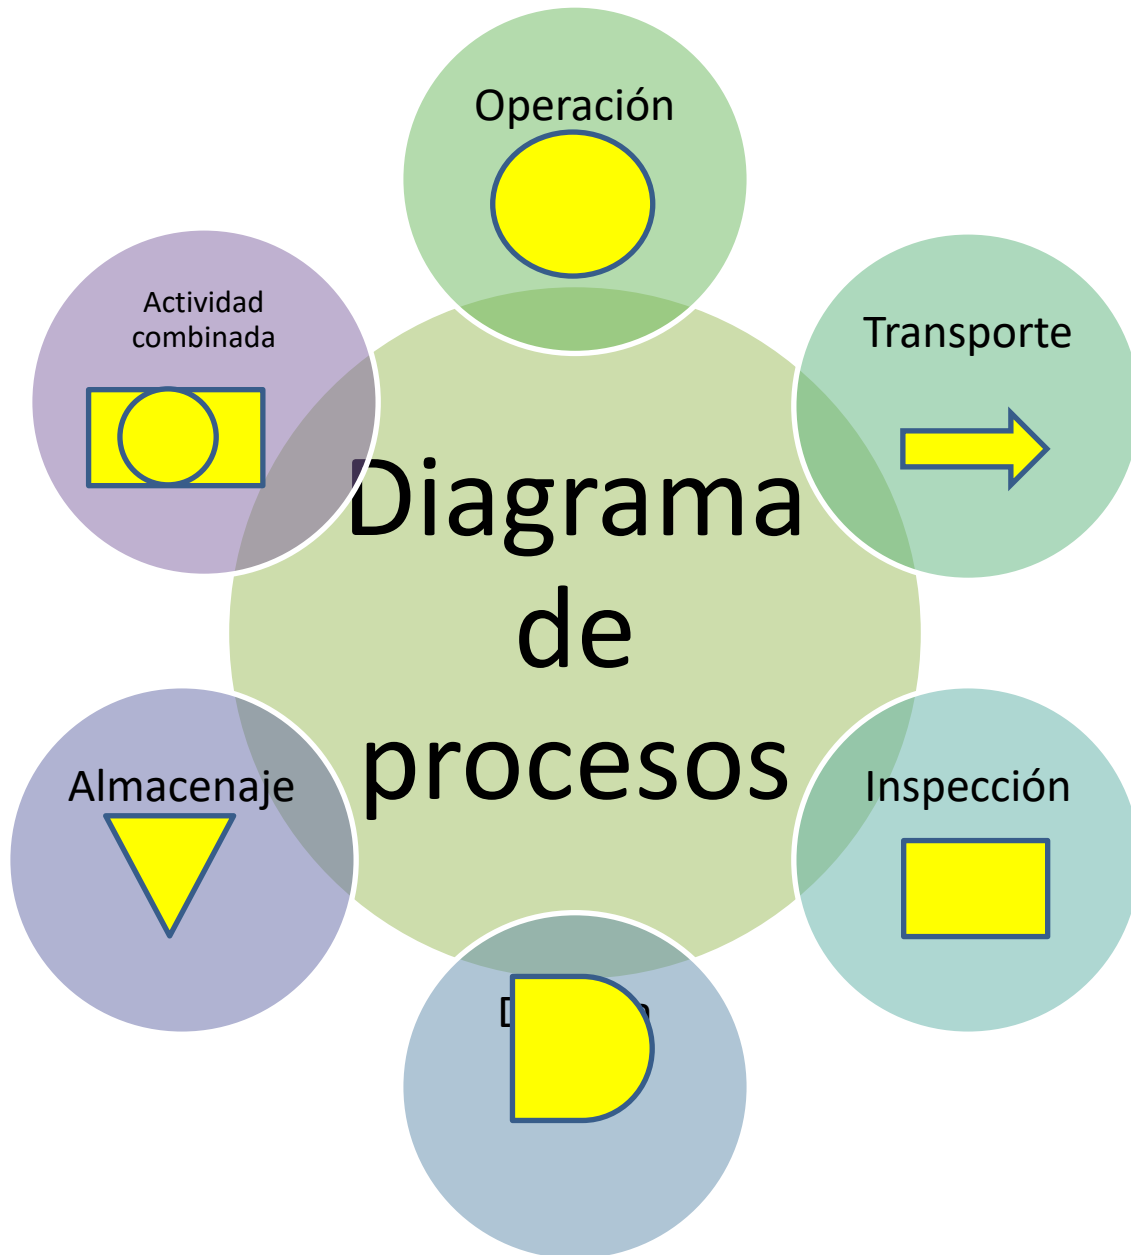 Operación
Actividad
combinada
Transporte
Diagrama
de
procesos
Almacenaje
Inspección